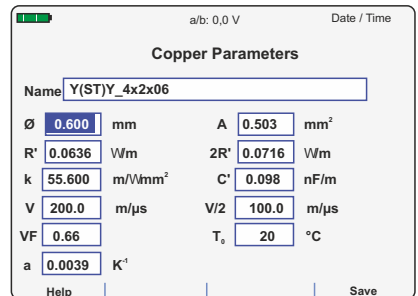 a/b: 0,0 V Date / Time
Copper Parameters
Name Y(ST)Y_4x2x06
Ø 0.600 mm A 0.503 mm²
R' 0.0636 W/m 2R' 0.0716 W/m
k 55.600 m/Wmm² C' 0.098 nF/m
V 200.0 m/µs V/2 100.0 m/µs
VF 0.66 T₀ 20 °C
a 0.0039 K⁻¹
Help Save